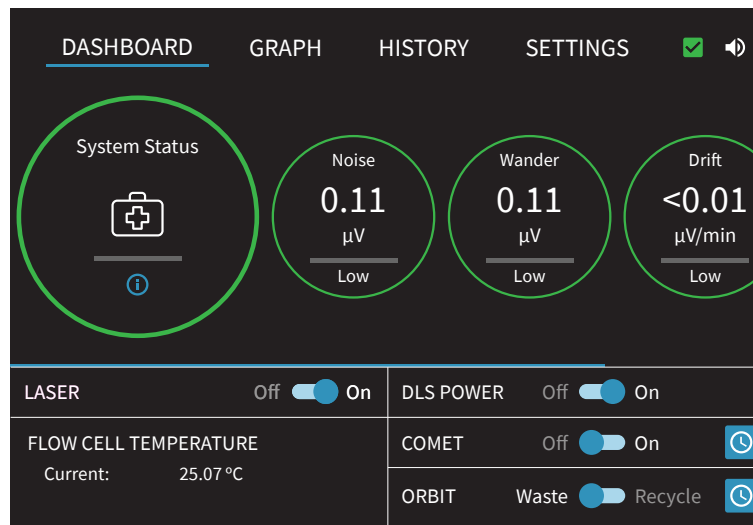 DASHBOARD GRAPH HISTORY SETTINGS
System Status
Noise
0.11
µV
Low
Wander
0.11
µV
Low
Drift
<0.01
µV/min
Low
LASER Off On
DLS POWER Off On
FLOW CELL TEMPERATURE
Current: 25.07 ºC
COMET Off On
ORBIT Waste Recycle